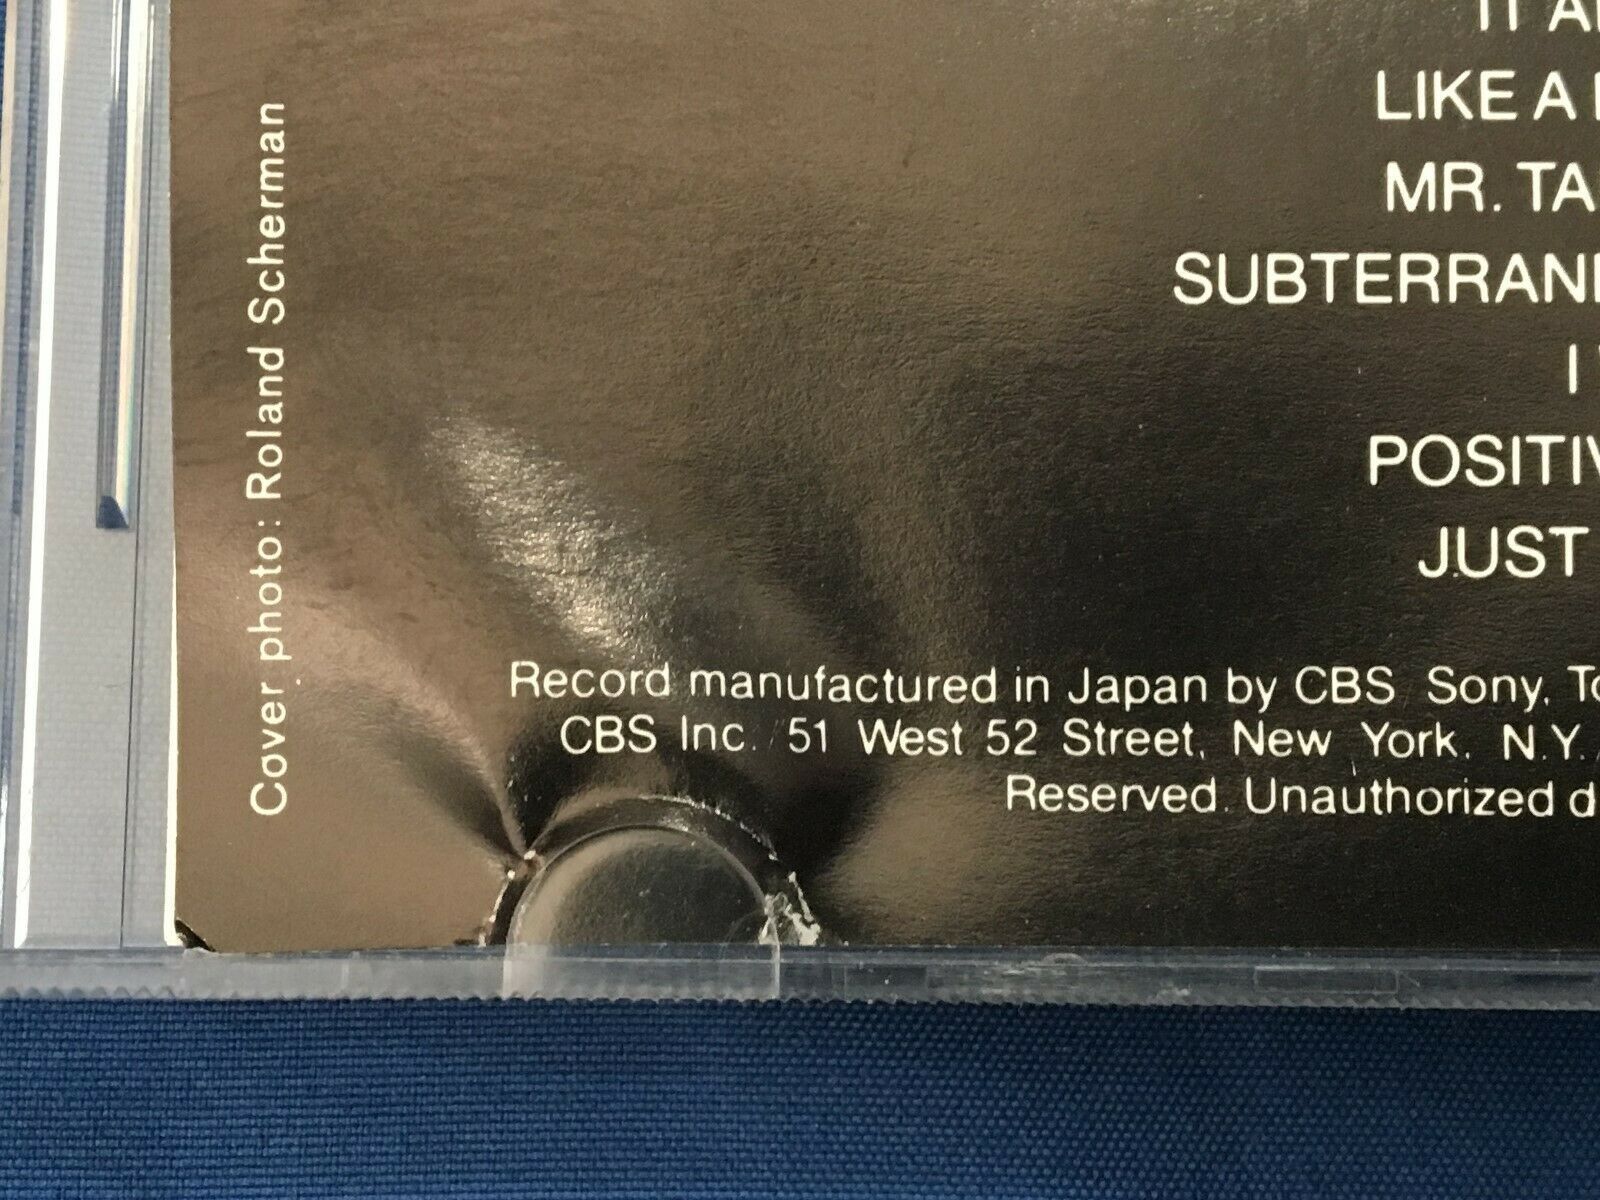 IT A
LIKE A
MR. TA
SUBTERRAN
I
POSITIV
JUST
Record manufactured in Japan by CBS Sony, To
CBS Inc. / 51 West 52 Street, New York, N.Y.
Reserved. Unauthorized d
Cover photo: Roland Scherman